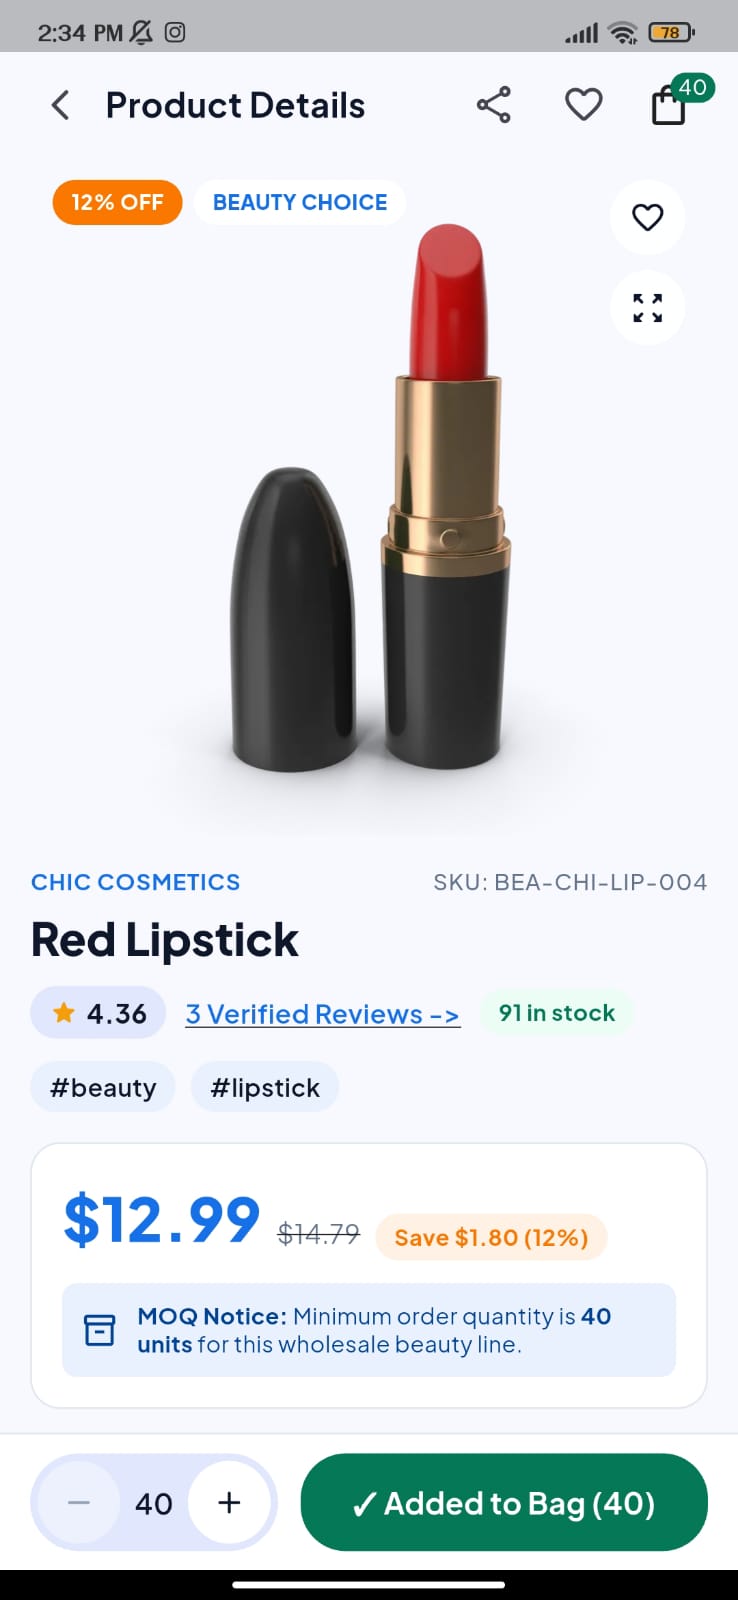 2:34 PM
78
Product Details
40
12% OFF
BEAUTY CHOICE
CHIC COSMETICS
SKU: BEA-CHI-LIP-004
Red Lipstick
4.36
3 Verified Reviews ->
91 in stock
#beauty
#lipstick
$12.99
$14.79
Save $1.80 (12%)
MOQ Notice: Minimum order quantity is 40
units for this wholesale beauty line.
− 40 +
✓ Added to Bag (40)